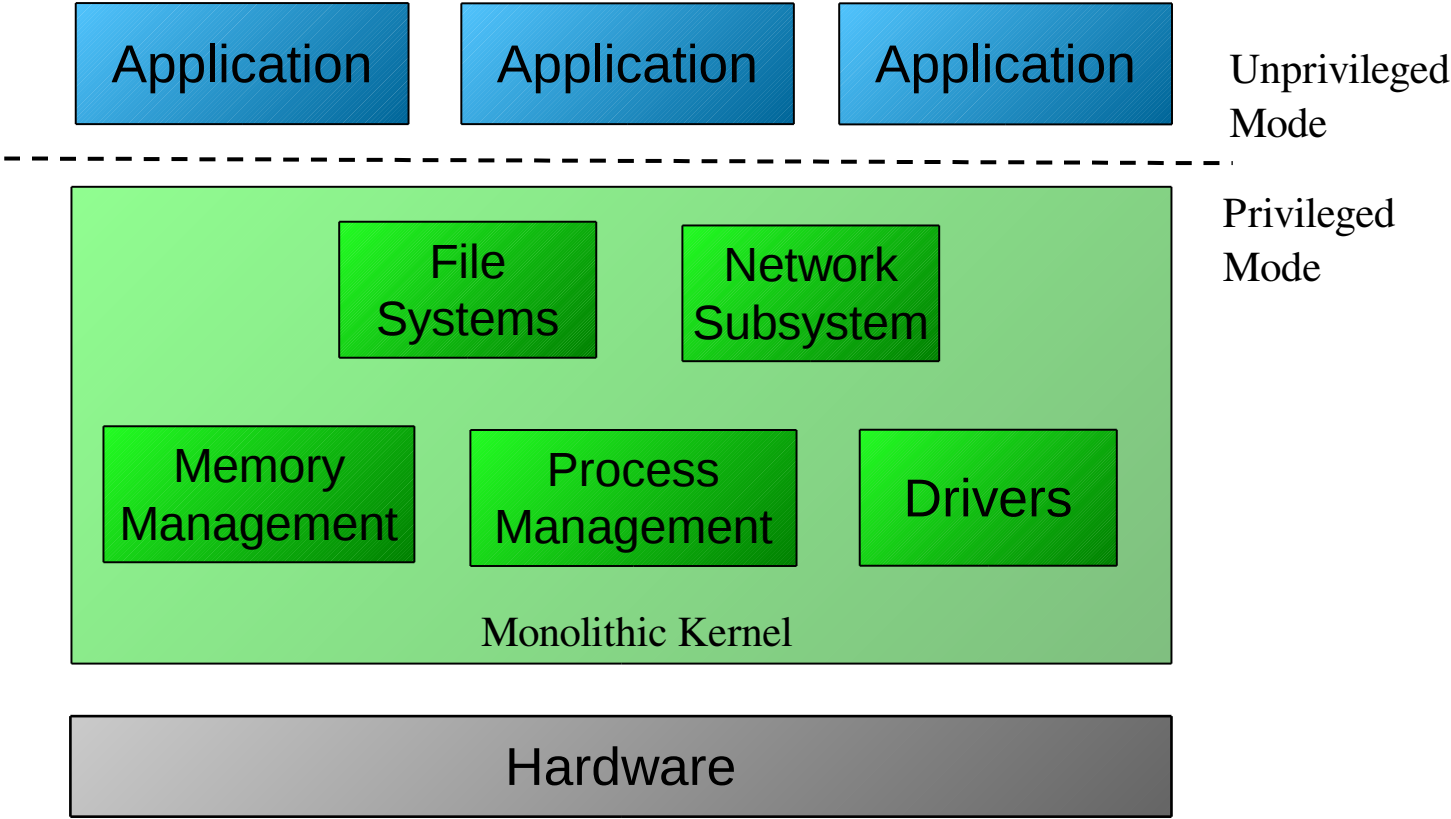 Application
Application
Application
Unprivileged
Mode
Privileged
Mode
File
Systems
Network
Subsystem
Memory
Management
Process
Management
Drivers
Monolithic Kernel
Hardware